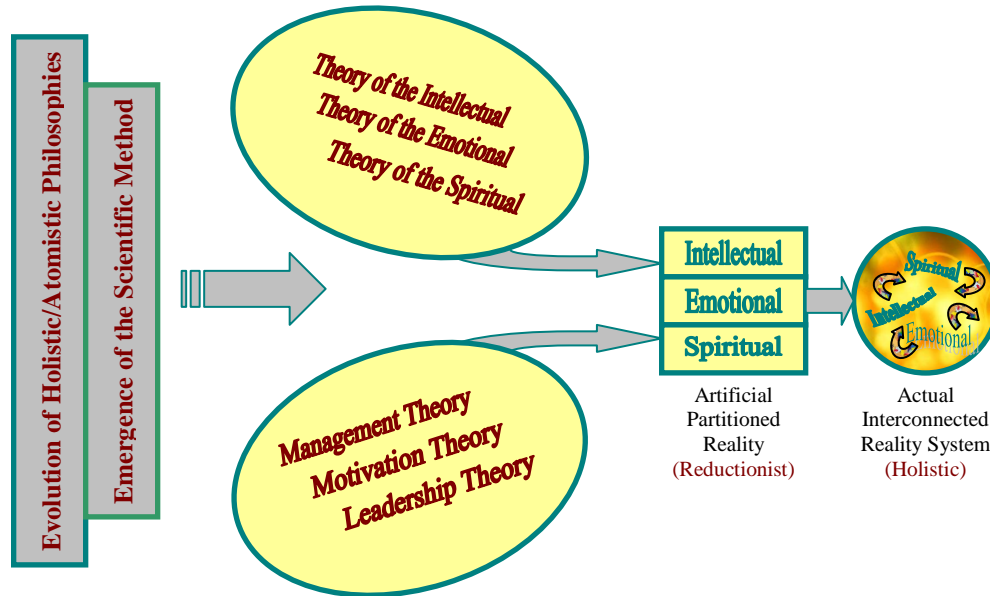 Evolution of Holistic/Atomistic Philosophies
Emergence of the Scientific Method
Theory of the Intellectual
Theory of the Emotional
Theory of the Spiritual
Management Theory
Motivation Theory
Leadership Theory
Intellectual
Emotional
Spiritual
Artificial
Partitioned
Reality
(Reductionist)
Spiritual
Intellectual
Emotional
Actual
Interconnected
Reality System
(Holistic)